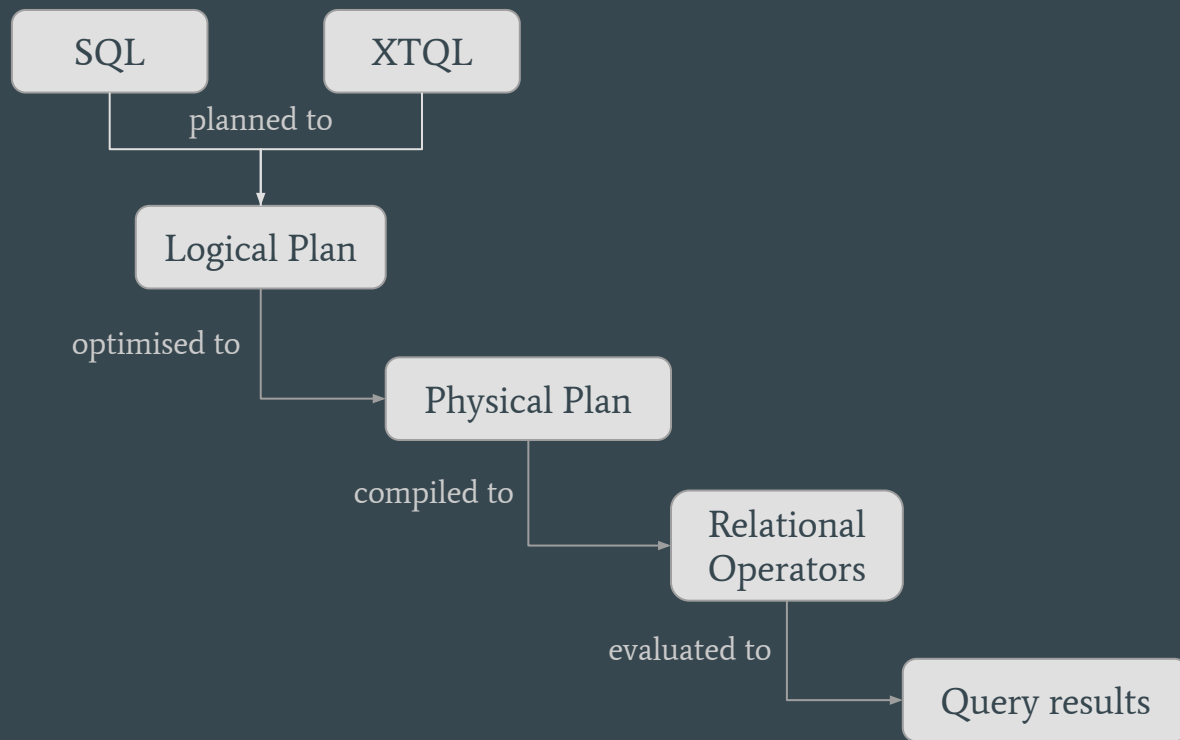 SQL
XTQL
planned to
Logical Plan
optimised to
Physical Plan
compiled to
Relational
Operators
evaluated to
Query results